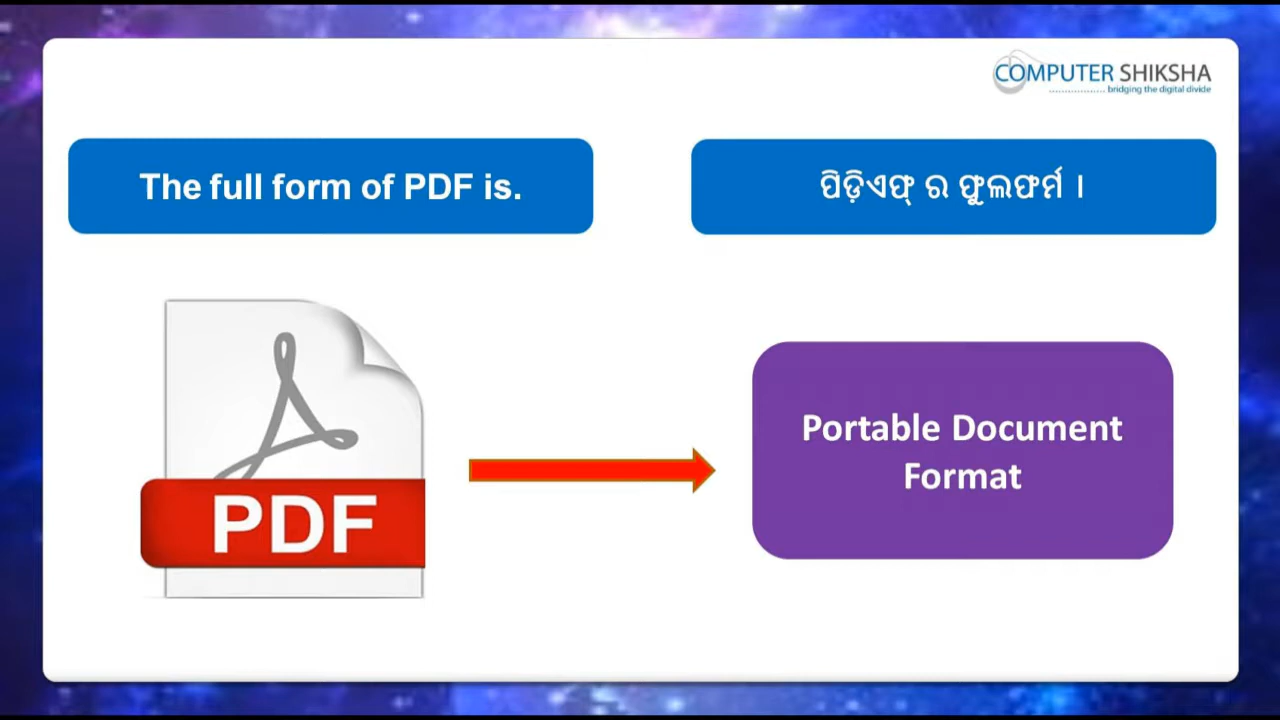 COMPUTER SHIKSHA
bridging the digital divide
The full form of PDF is.
ପିଡ଼ିଏଫ୍ ର ଫୁଲଫର୍ମ ।
PDF
Portable Document
Format